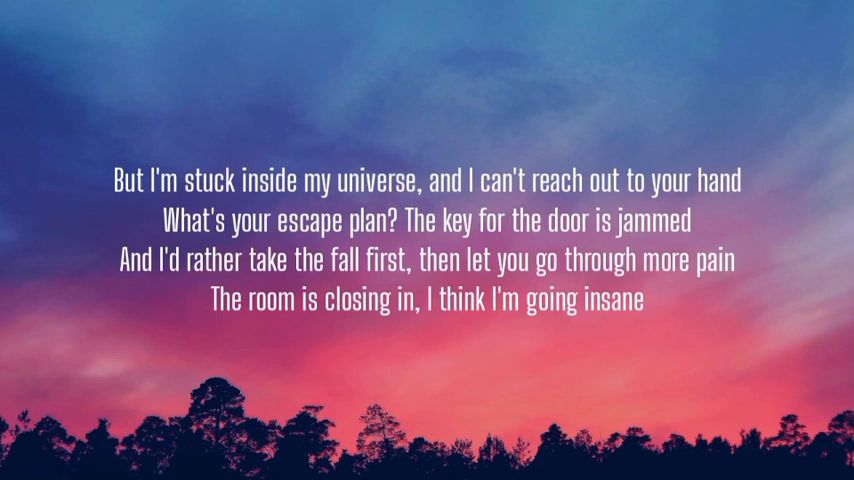 But I'm stuck inside my universe, and I can't reach out to your hand
What's your escape plan? The key for the door is jammed
And I'd rather take the fall first, then let you go through more pain
The room is closing in, I think I'm going insane